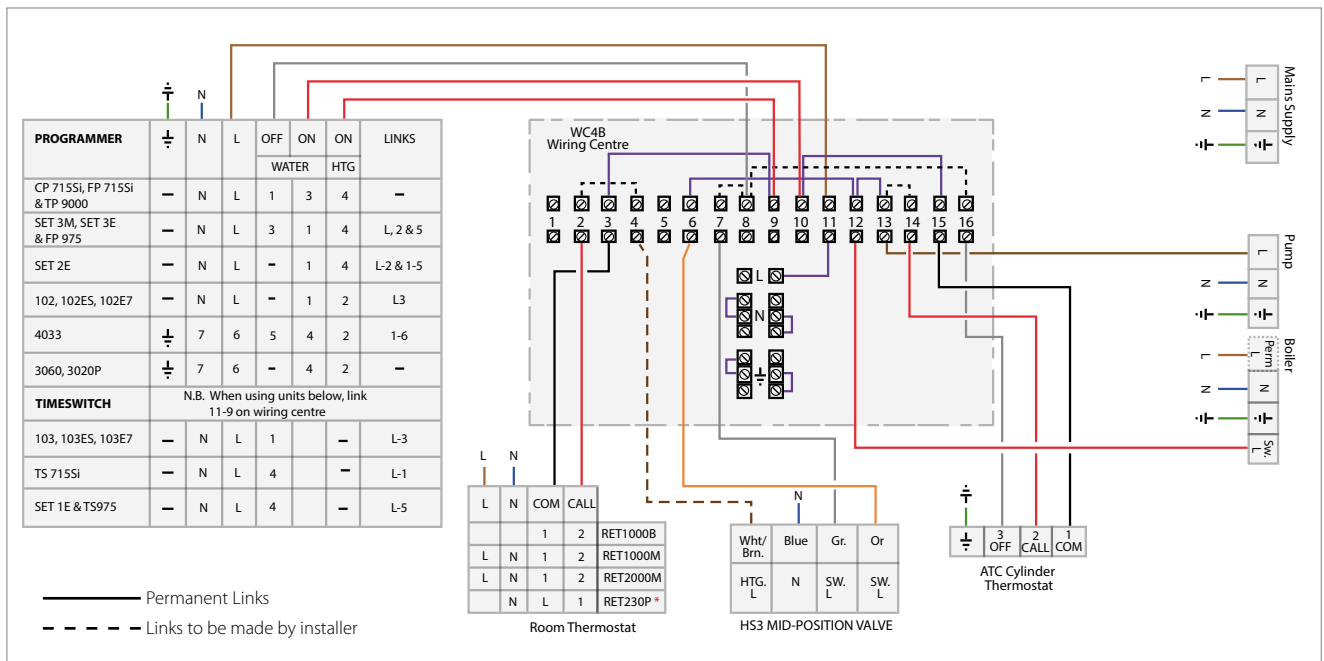 N
PROGRAMMER N L OFF ON ON LINKS
WATER HTG
CP 715Si, FP 715Si & TP 9000 – N L 1 3 4 –
SET 3M, SET 3E & FP 975 – N L 3 1 4 L, 2 & 5
SET 2E – N L – 1 4 L-2 & 1-5
102, 102ES, 102E7 – N L – 1 2 L3
4033 7 6 5 4 2 1-6
3060, 3020P 7 6 – 4 2 –
TIMESWITCH N.B. When using units below, link 11-9 on wiring centre
103, 103ES, 103E7 – N L 1 – L-3
TS 715Si – N L 4 – L-1
SET 1E & TS975 – N L 4 – L-5
Permanent Links
Links to be made by installer
WC4B
Wiring Centre
1 2 3 4 5 6 7 8 9 10 11 12 13 14 15 16
L
N
L N
L N COM CALL
1 2 RET1000B
L N 1 2 RET1000M
L N 1 2 RET2000M
N L 1 RET230P *
Room Thermostat
N
Wht/ Brn. Blue Gr. Or
HTG. L N SW. L SW. L
HS3 MID-POSITION VALVE
3 OFF 2 CALL 1 COM
ATC Cylinder
Thermostat
Mains Supply
L L
N N
Pump
L L
N N
Boiler
L Perm L
N N
Sw. L